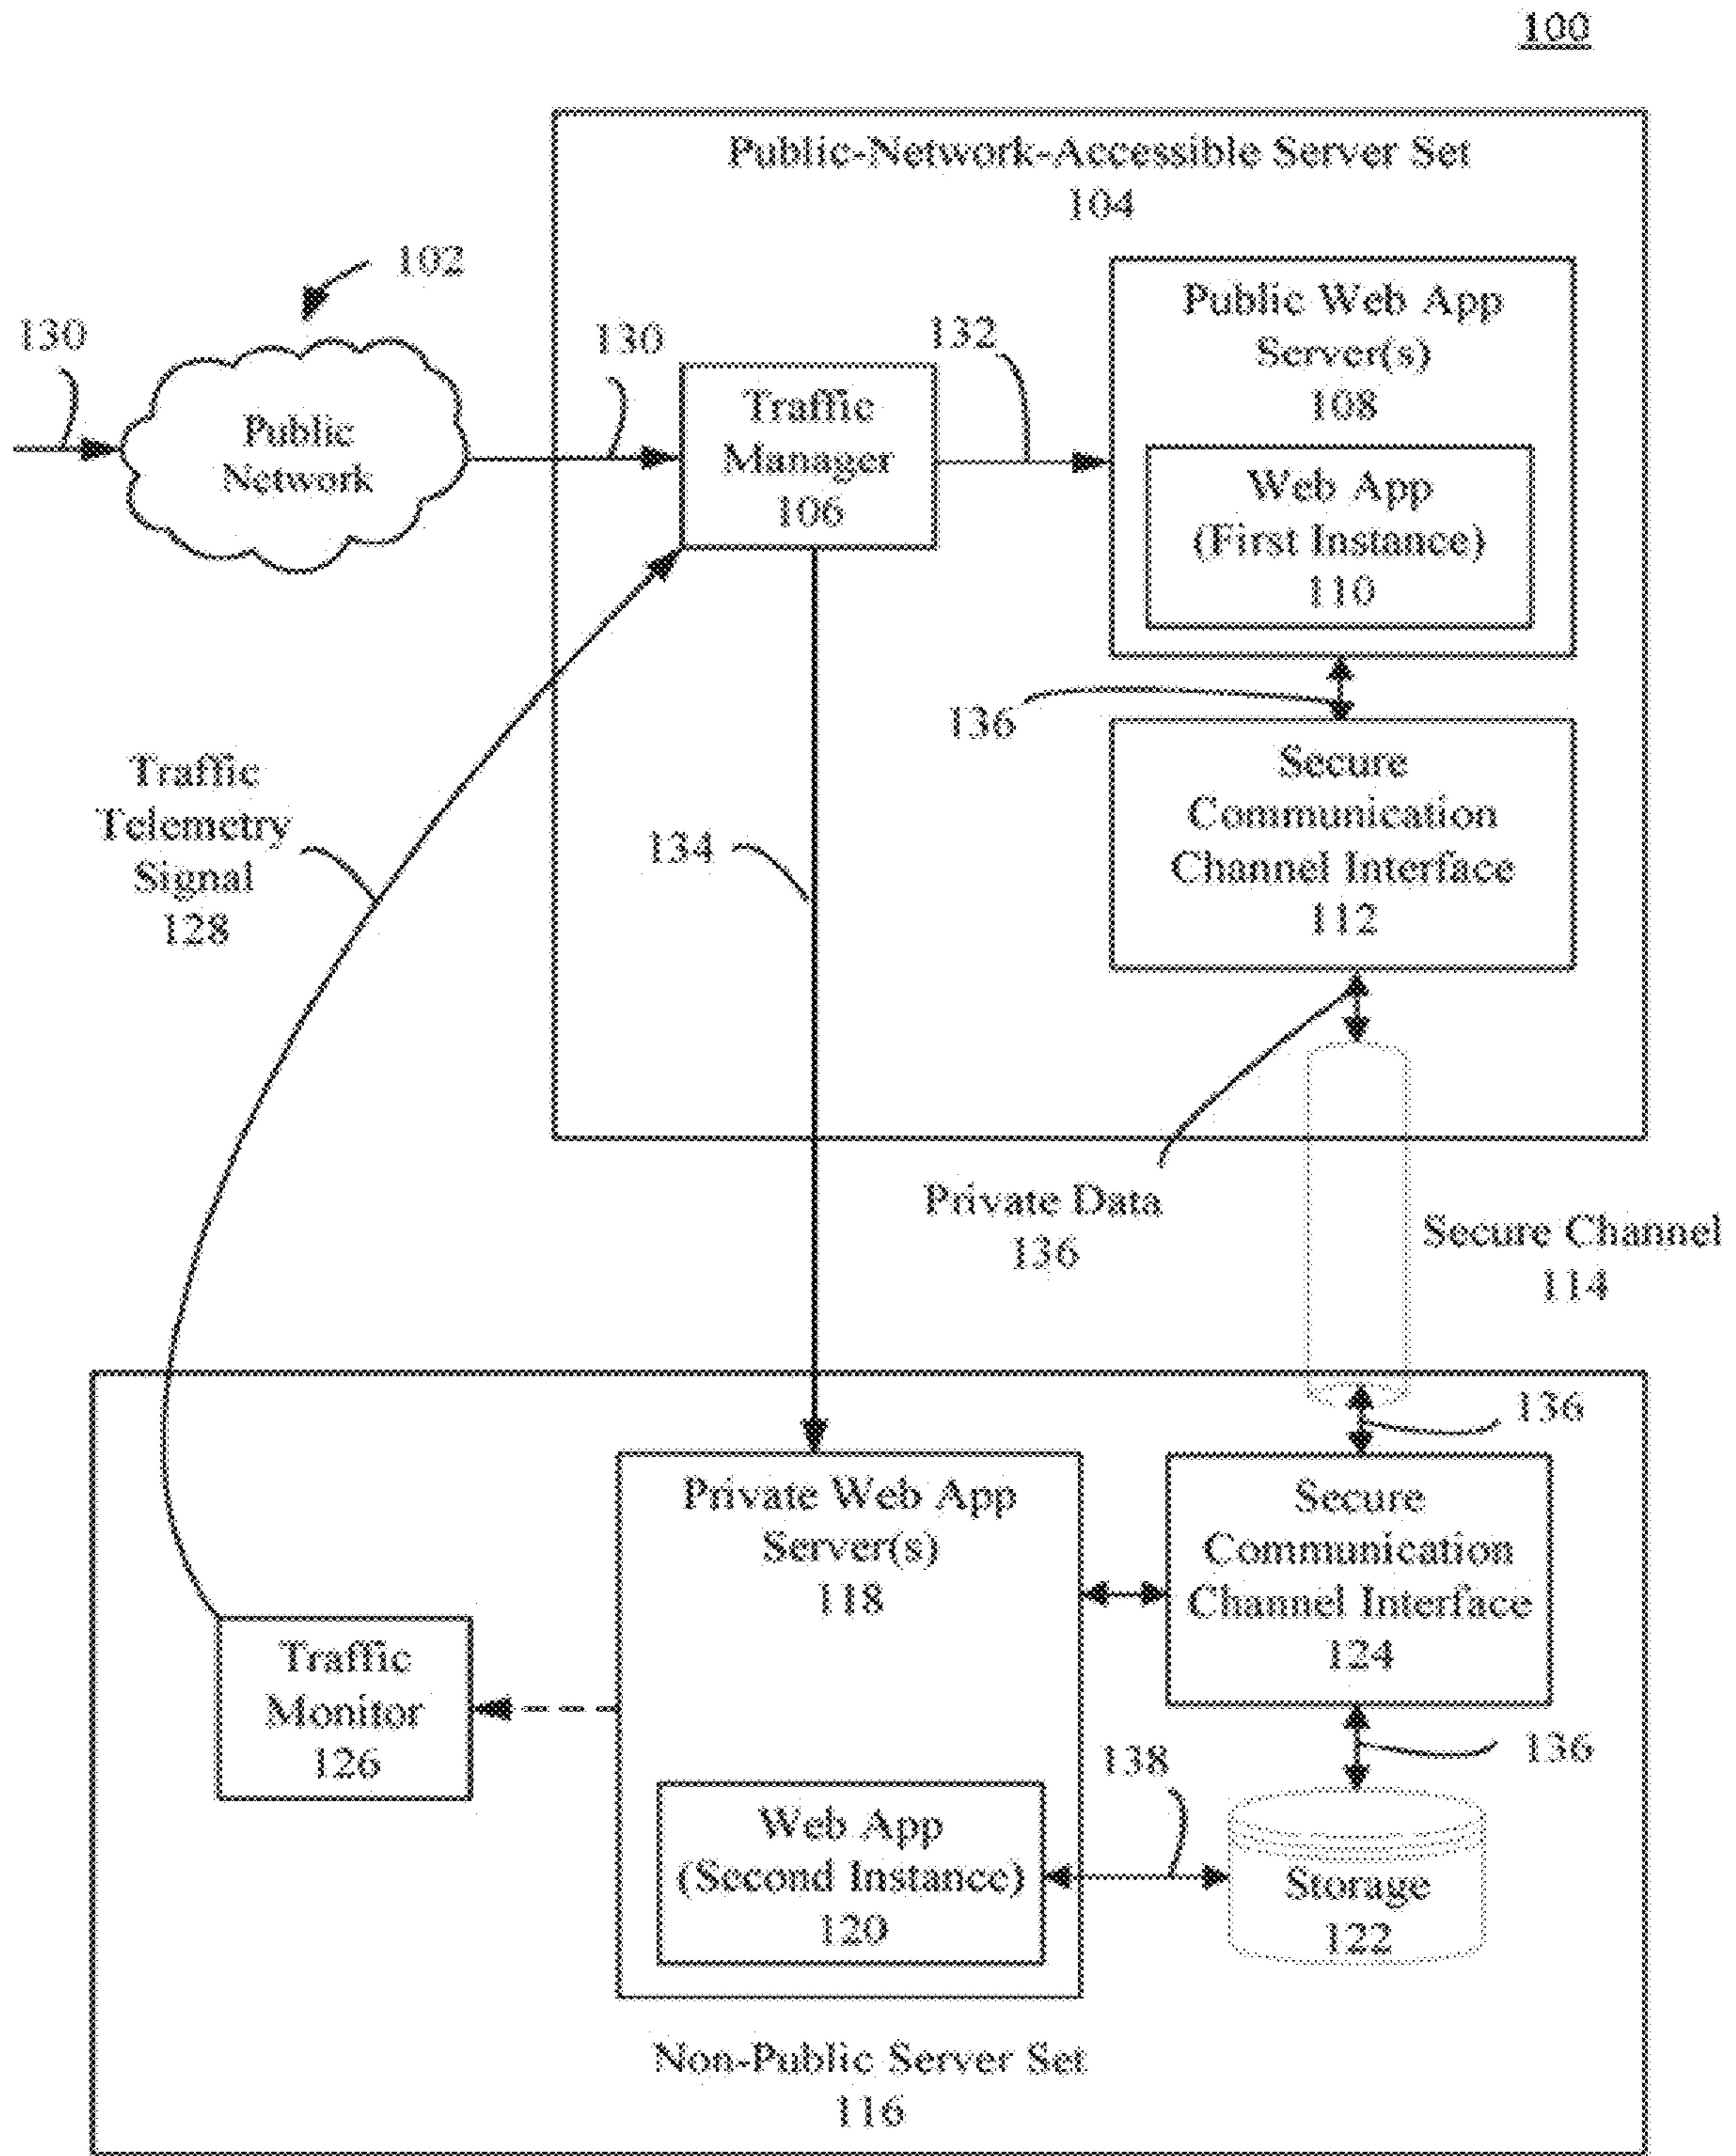 100
Public-Network-Accessible Server Set
104
102
130
Public
Network
130
Traffic
Manager
106
132
Public Web App
Server(s)
108
Web App
(First Instance)
110
136
Secure
Communication
Channel Interface
112
Traffic
Telemetry
Signal
128
134
Private Data
136
Secure Channel
114
136
Private Web App
Server(s)
118
Secure
Communication
Channel Interface
124
Traffic
Monitor
126
138
136
Web App
(Second Instance)
120
Storage
122
Non-Public Server Set
116